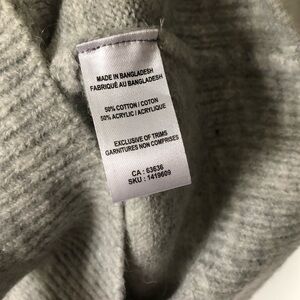 MADE IN BANGLADESH
FABRIQUÉ AU BANGLADESH
50% COTTON / COTON
50% ACRYLIC / ACRYLIQUE
EXCLUSIVE OF TRIMS
GARNITURES NON COMPRISES
CA : 63636
SKU : 1419609